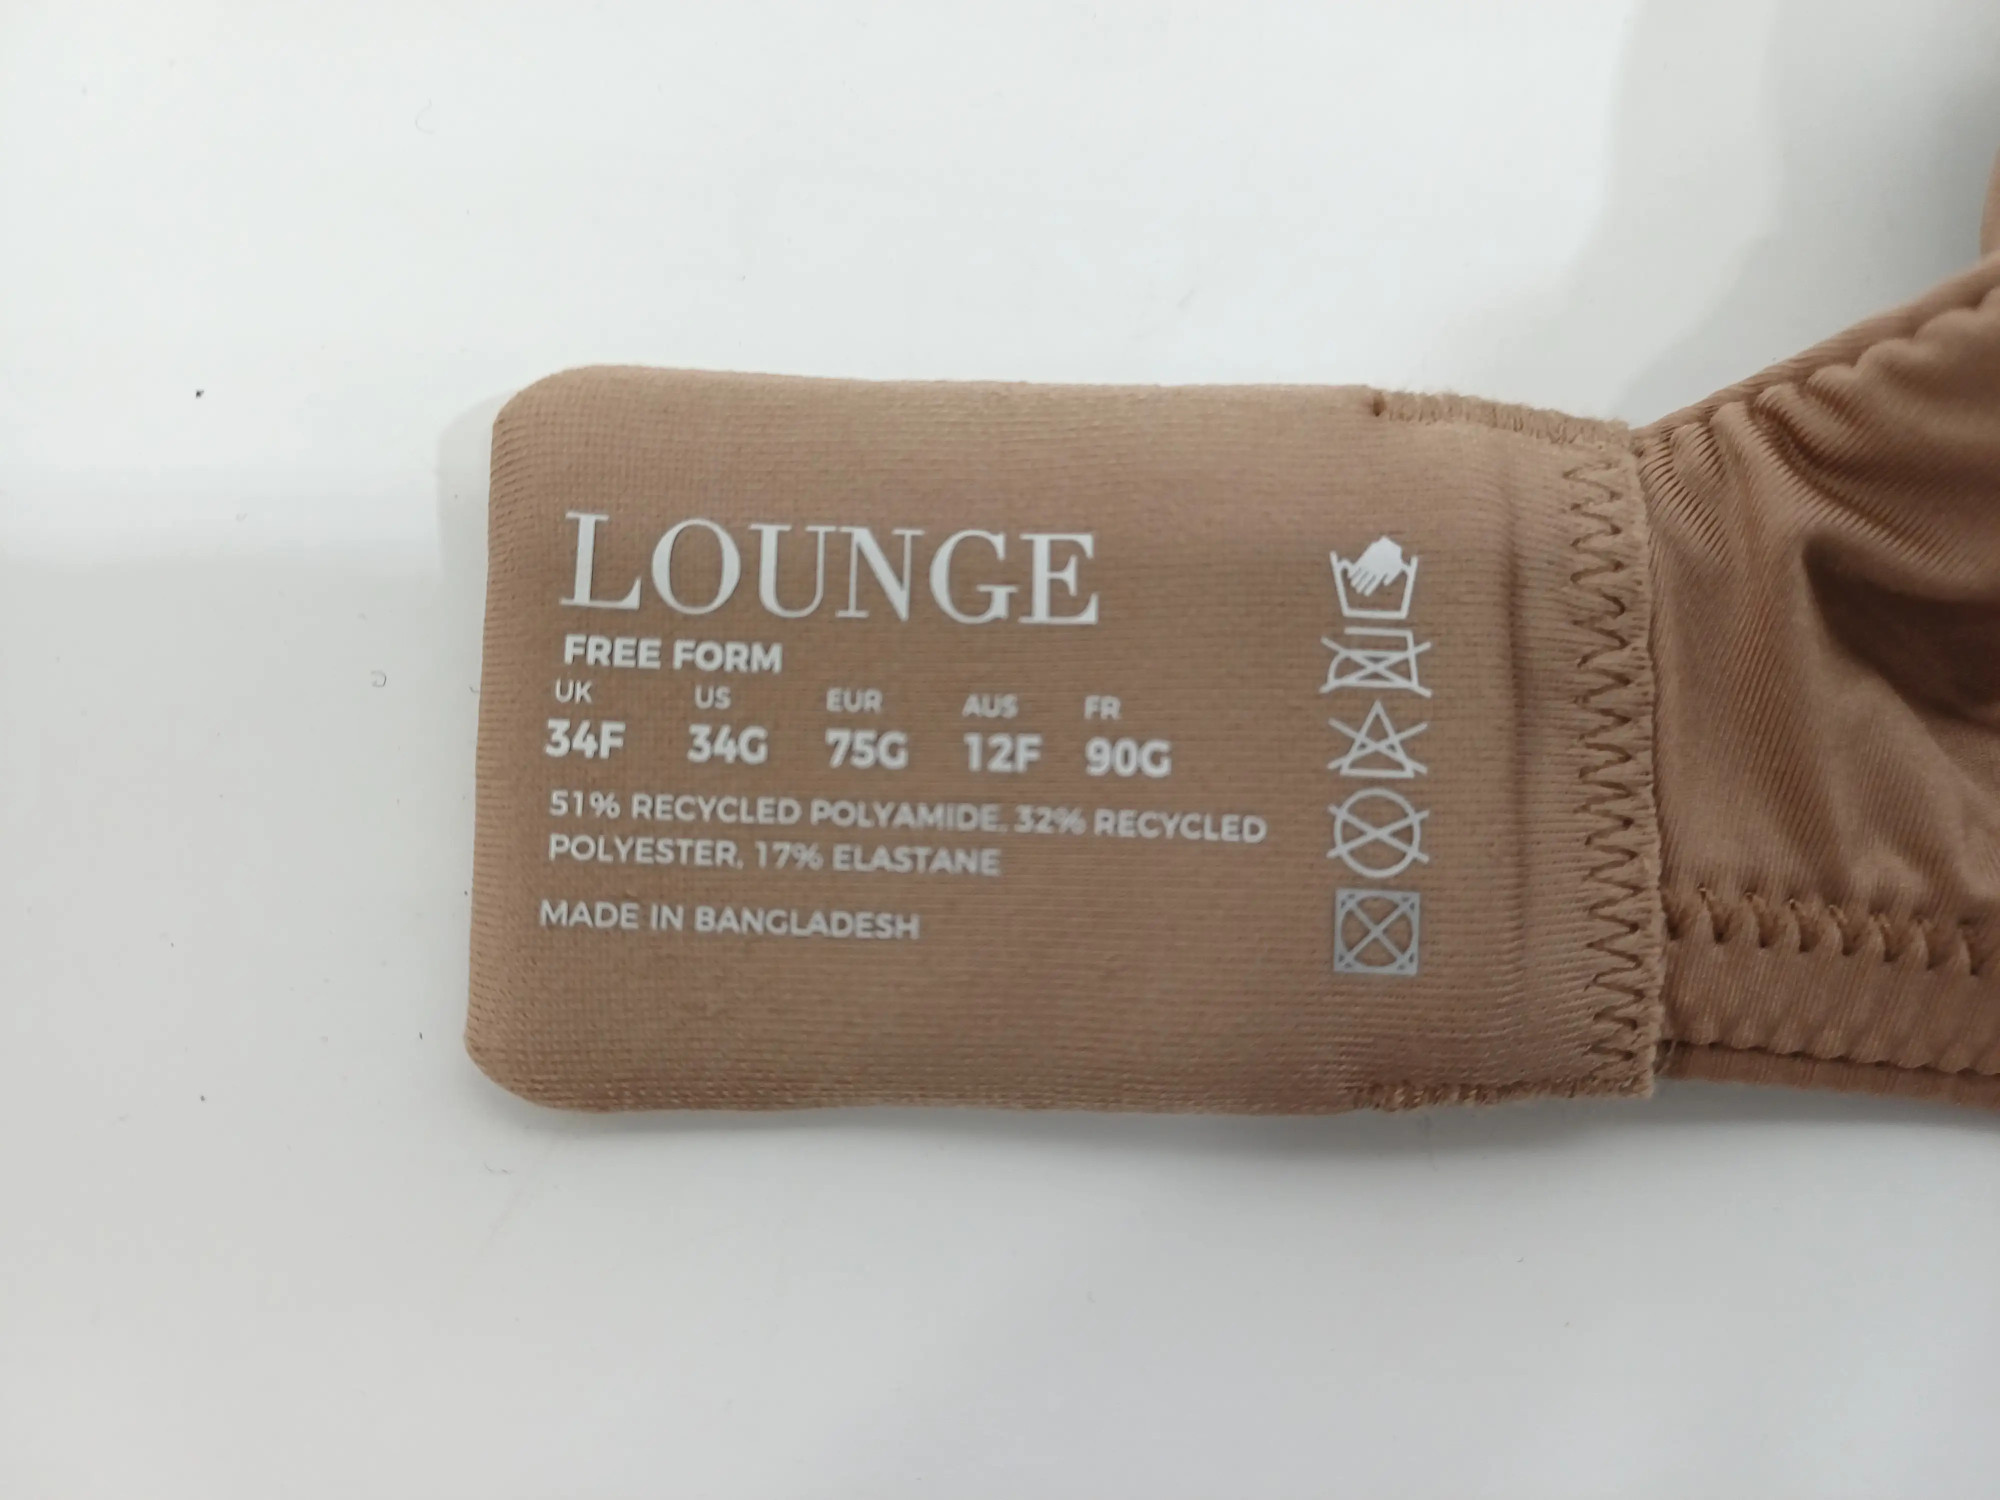 LOUNGE
FREE FORM
UK US EUR AUS FR
34F 34G 75G 12F 90G
51% RECYCLED POLYAMIDE, 32% RECYCLED
POLYESTER, 17% ELASTANE
MADE IN BANGLADESH